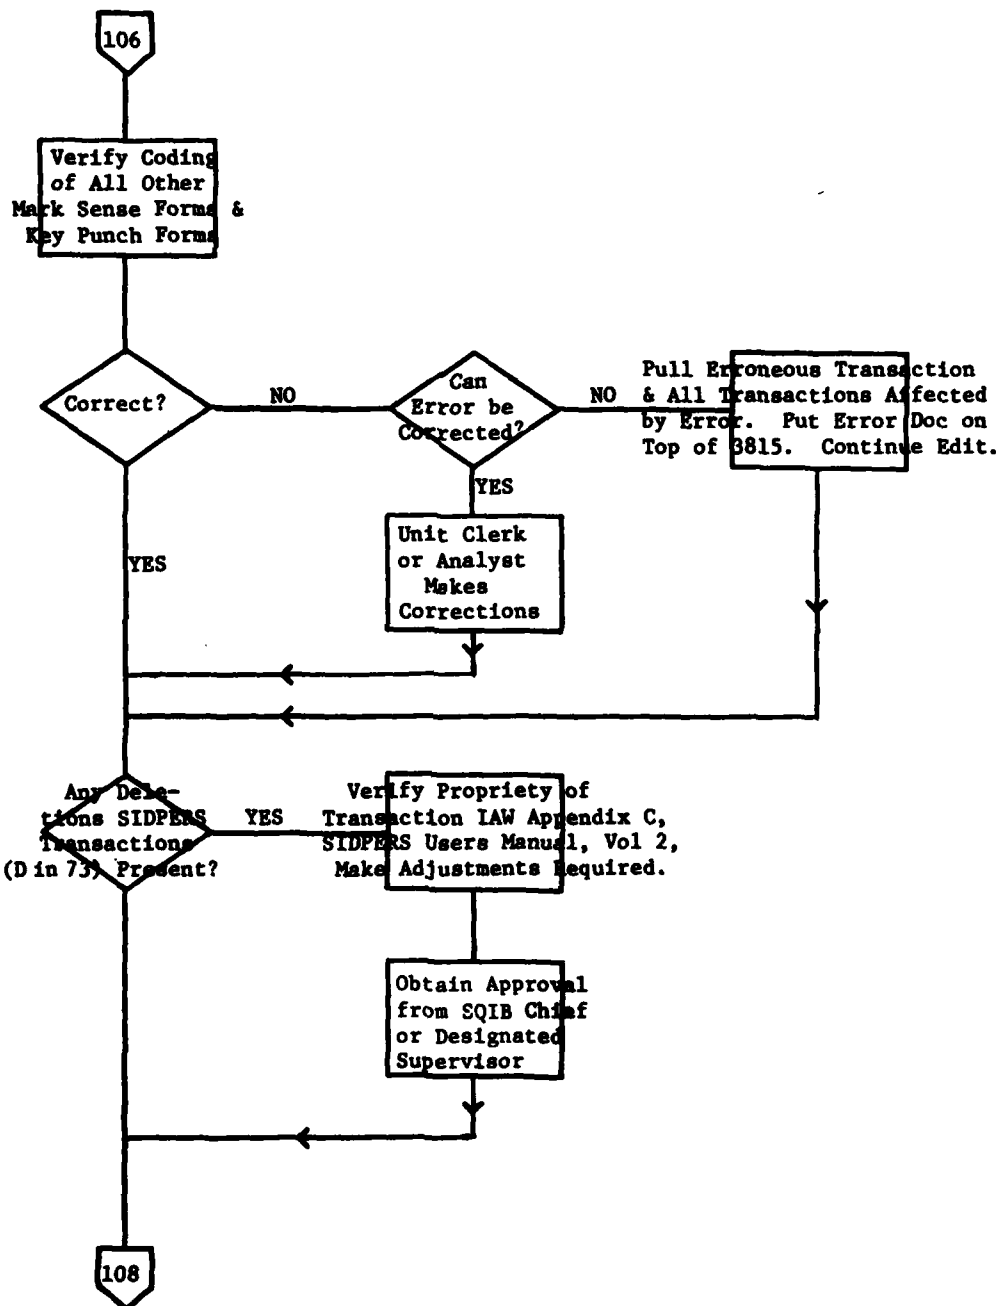 106
Verify Coding
of All Other
Mark Sense Forms &
Key Punch Forms
Correct?
NO
Can
Error be
Corrected?
NO
Pull Erroneous Transaction
& All Transactions Affected
by Error. Put Error Doc on
Top of 3815. Continue Edit.
YES
Unit Clerk
or Analyst
Makes
Corrections
YES
Any Dele-
tions SIDPERS
Transactions
(D in 73) Present?
YES
Verify Propriety of
Transaction IAW Appendix C,
SIDPERS Users Manual, Vol 2,
Make Adjustments Required.
Obtain Approval
from SQIB Chief
or Designated
Supervisor
108